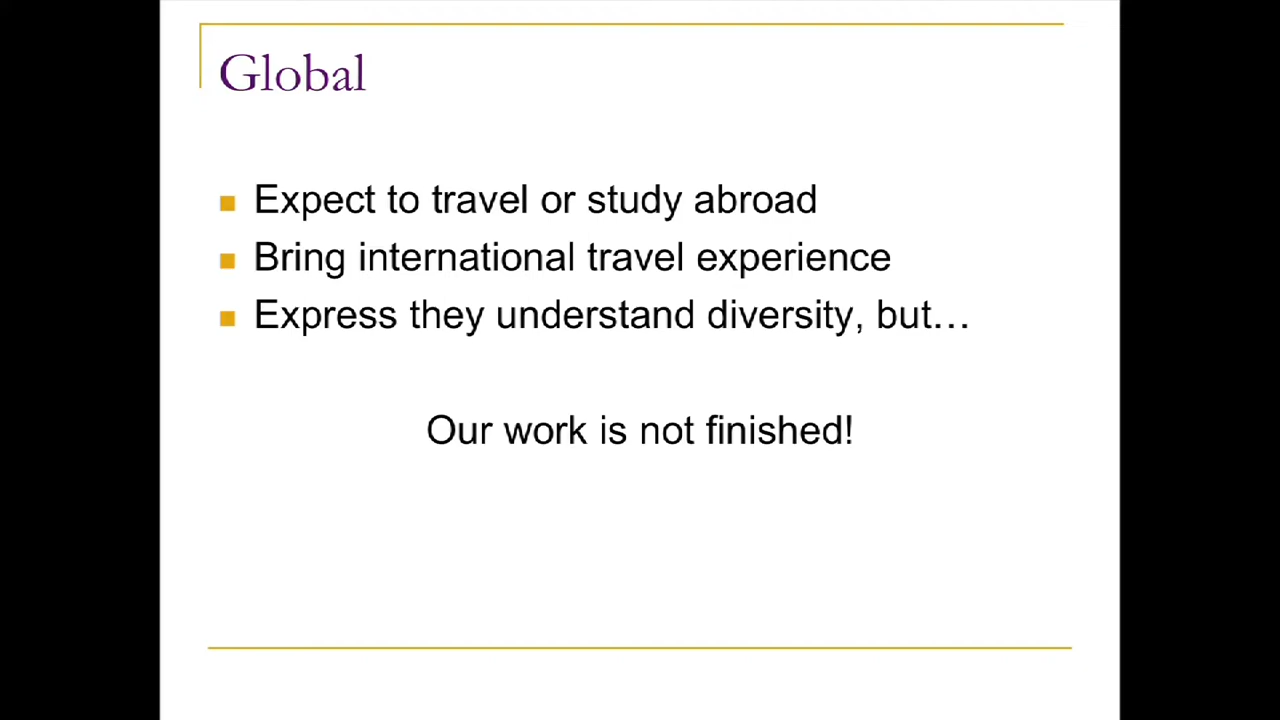 Global
Expect to travel or study abroad
Bring international travel experience
Express they understand diversity, but…
Our work is not finished!